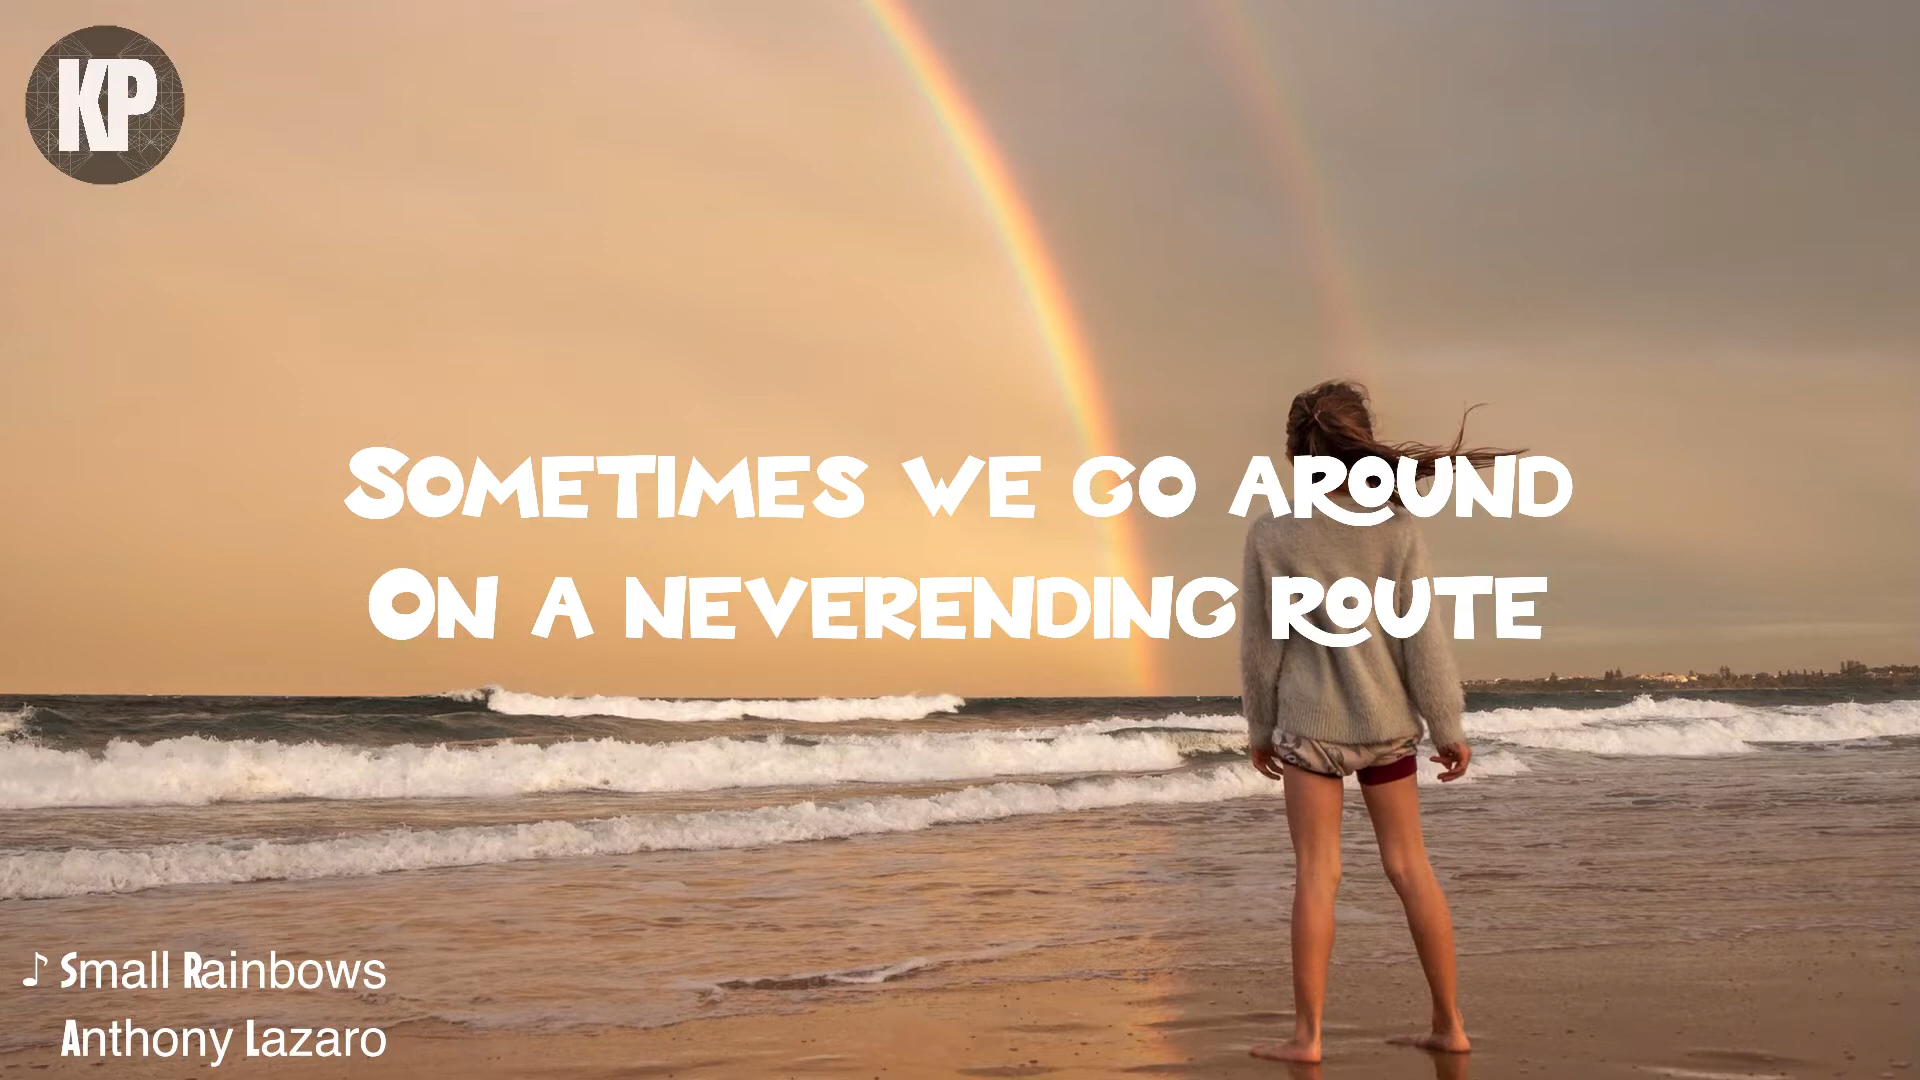 KP
Sometimes we go around
On a neverending route
♪ Small Rainbows
Anthony Lazaro